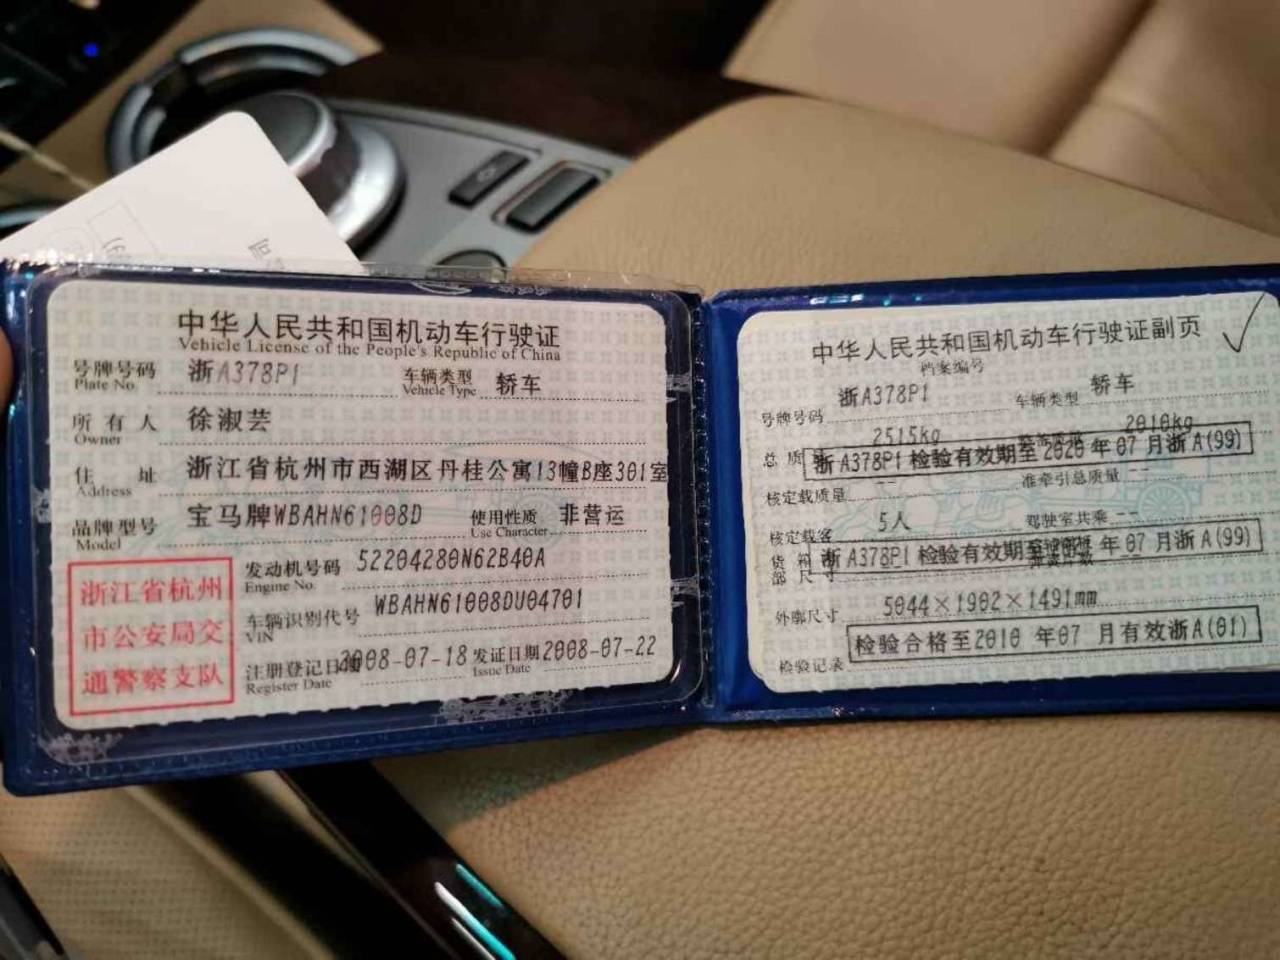 中华人民共和国机动车行驶证
Vehicle License of the People's Republic of China
号牌号码 浙A378P1 车辆类型 轿车
Plate No. Vehicle Type
所有人 徐淑芸
Owner
住址 浙江省杭州市西湖区丹桂公寓13幢B座301室
Address
品牌型号 宝马牌WBAHN61008D 使用性质 非营运
Model Use Character
浙江省杭州
市公安局交
通警察支队
发动机号码 52204280N62B40A
Engine No.
车辆识别代号 WBAHN61008DU04701
VIN
注册登记日期 2008-07-18 发证日期 2008-07-22
Register Date Issue Date
中华人民共和国机动车行驶证副页
档案编号
号牌号码 浙A378P1 车辆类型 轿车
总质 2515kg 2010kg
浙A378P1 检验有效期至2020年07月浙A(99)
核定载质量 -- 准牵引总质量 --
核定载客 5人 驾驶室共乘 --
货箱
部尺
浙A378P1 检验有效期至 年07月浙A(99)
外廓尺寸 5044×1902×1491mm
检验合格至2010年07月有效浙A(01)
检验记录